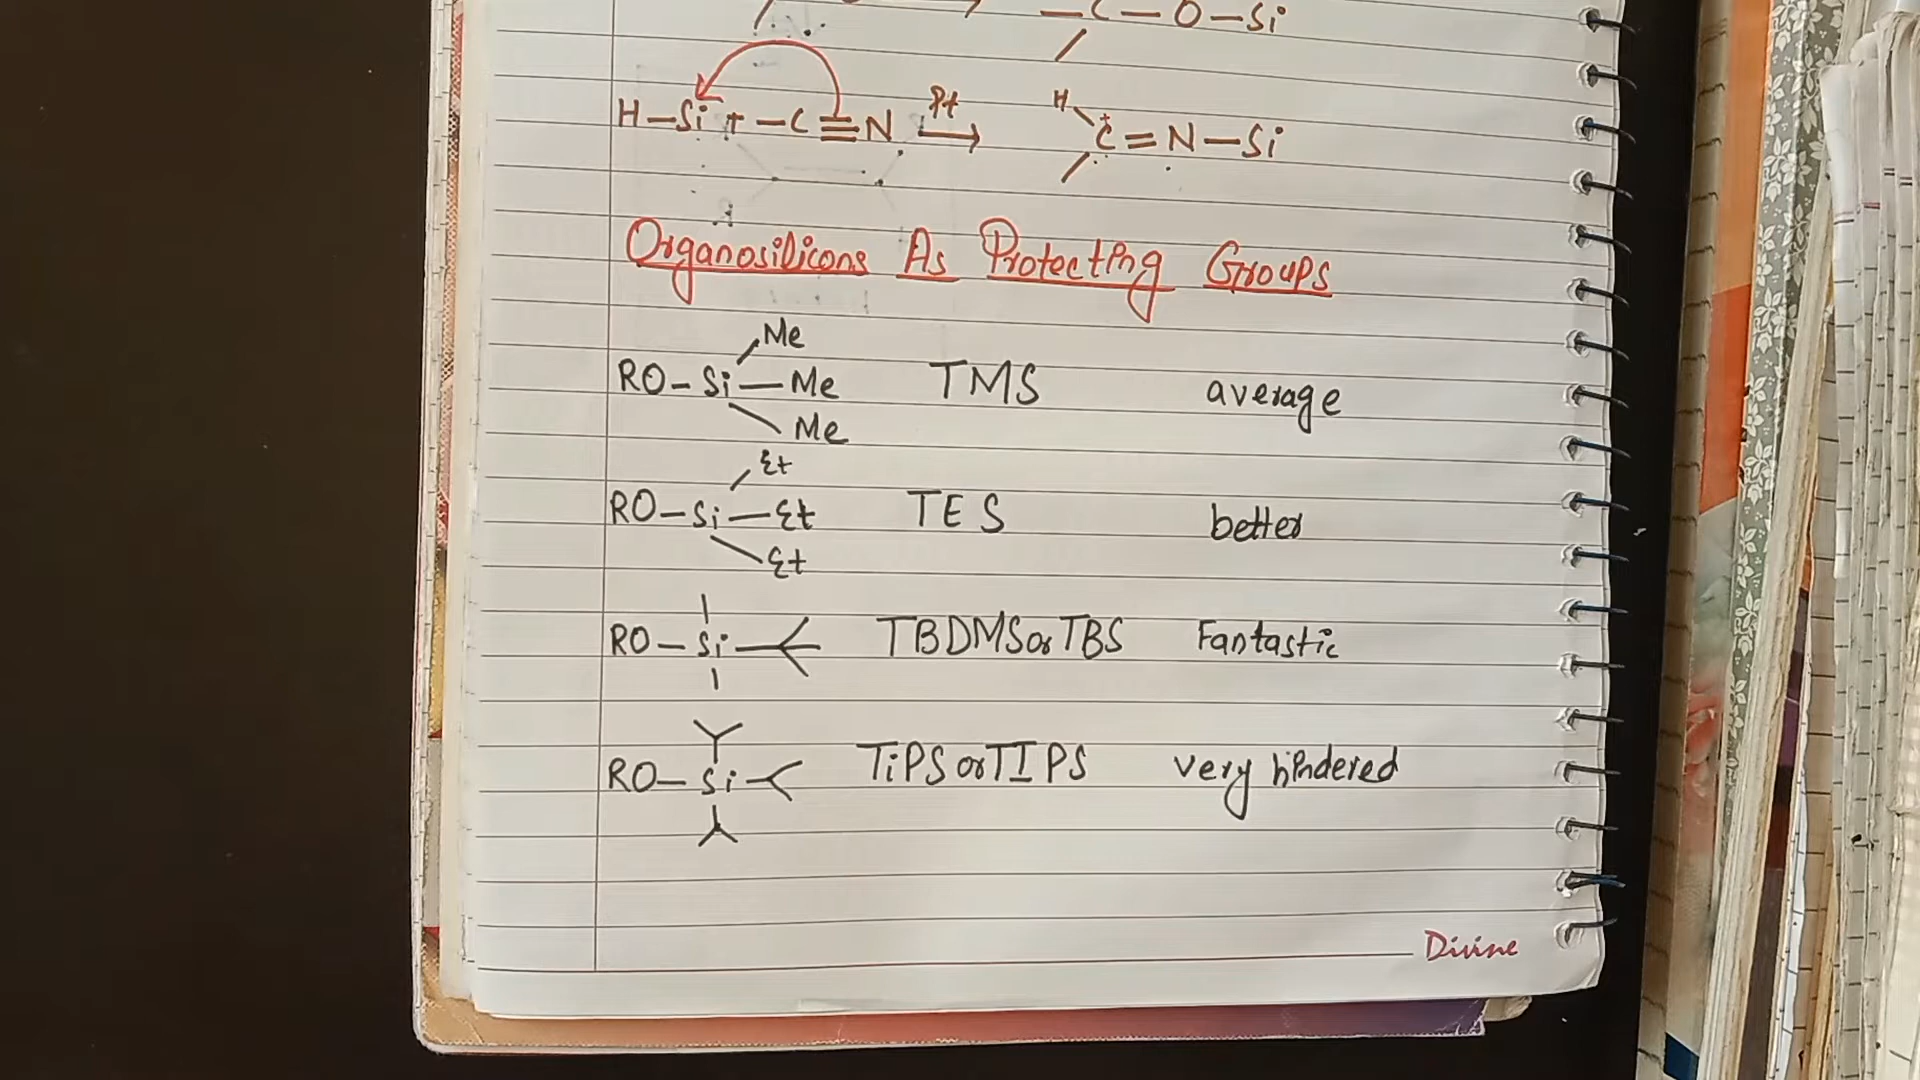 —C—O—Si
H—Si + —C≡N Pt→ H C=N—Si
Organosilicons As Protecting Groups
Me
RO—Si—Me TMS average
Me
Et
RO—Si—Et TES better
Et
RO—Si TBDMS or TBS Fantastic
RO—Si TiPS or TIPS very hindered
Divine